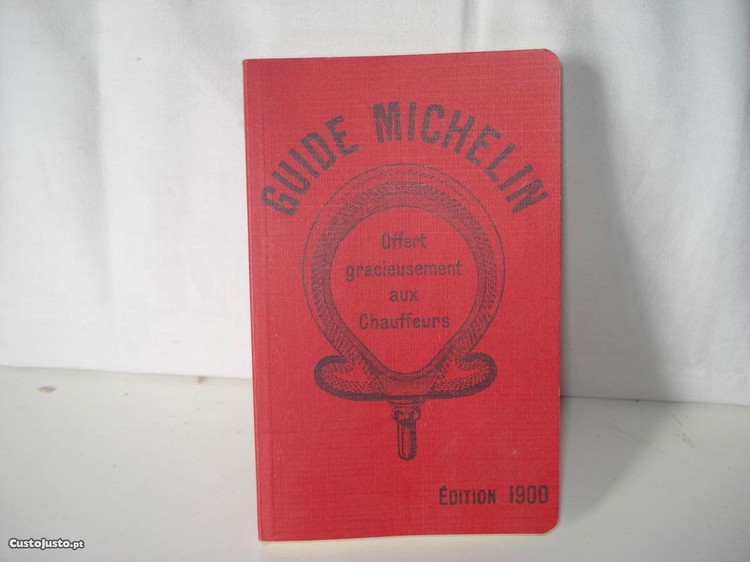 GUIDE MICHELIN
Offert
gracieusement
aux
Chauffeurs
ÉDITION 1900
CustoJusto.pt